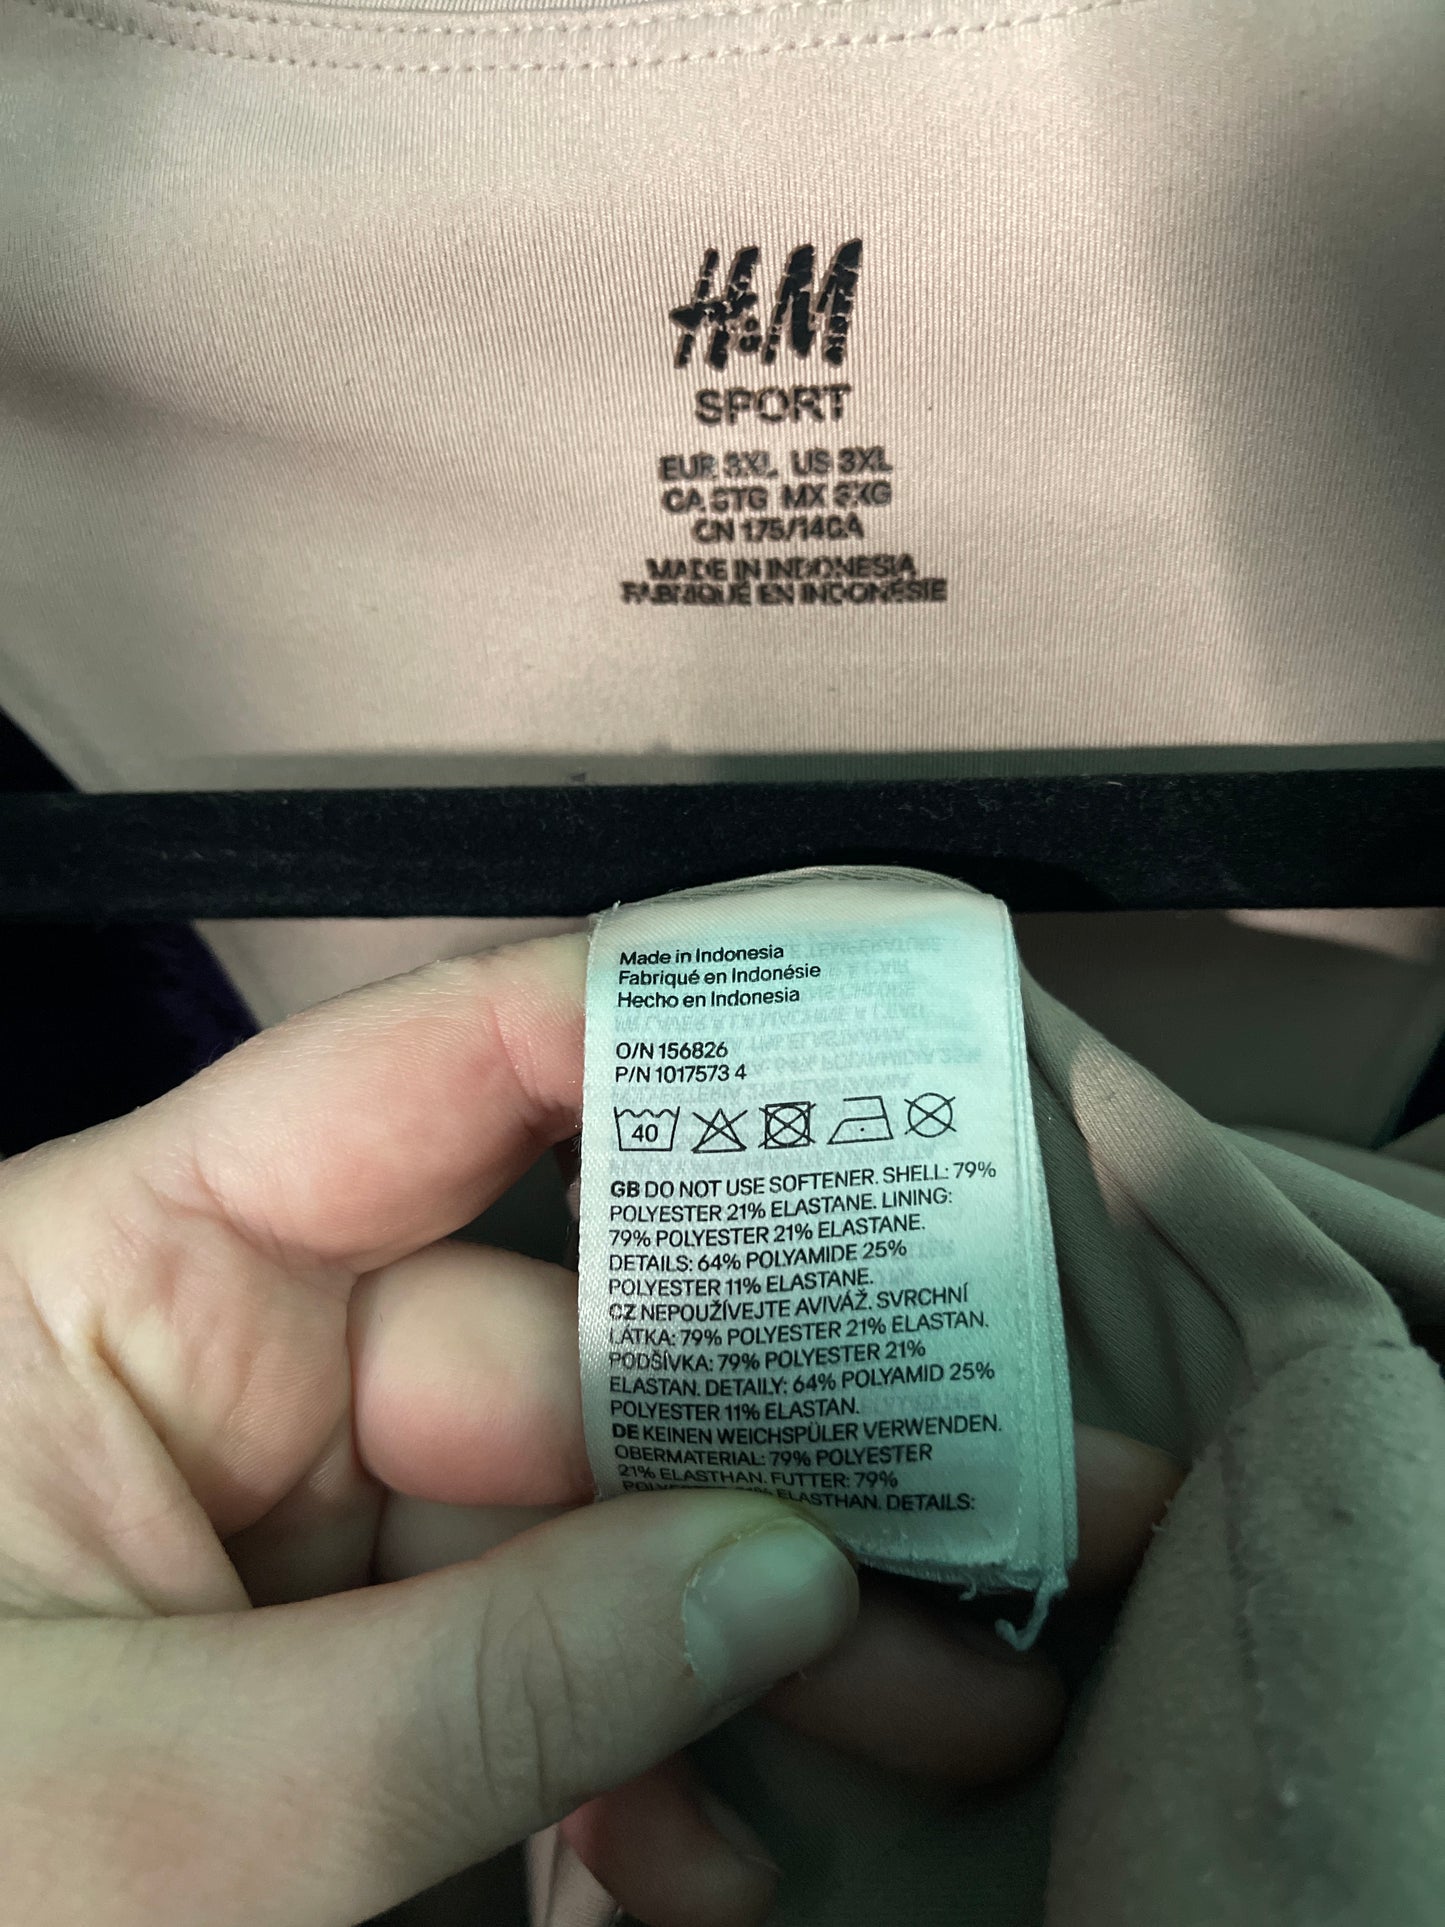 H&M
SPORT
EUR 3XL US 3XL
CA 3TG MX 3XG
CN 175/140A
MADE IN INDONESIA
FABRIQUÉ EN INDONÉSIE
Made in Indonesia
Fabriqué en Indonésie
Hecho en Indonesia
O/N 156826
P/N 1017573 4
40
GB DO NOT USE SOFTENER. SHELL: 79%
POLYESTER 21% ELASTANE. LINING:
79% POLYESTER 21% ELASTANE.
DETAILS: 64% POLYAMIDE 25%
POLYESTER 11% ELASTANE.
CZ NEPOUŽÍVEJTE AVIVÁŽ. SVRCHNÍ
LÁTKA: 79% POLYESTER 21% ELASTAN.
PODŠÍVKA: 79% POLYESTER 21%
ELASTAN. DETAILY: 64% POLYAMID 25%
POLYESTER 11% ELASTAN.
DE KEINEN WEICHSPÜLER VERWENDEN.
OBERMATERIAL: 79% POLYESTER
21% ELASTHAN. FUTTER: 79%
ELASTHAN. DETAILS: